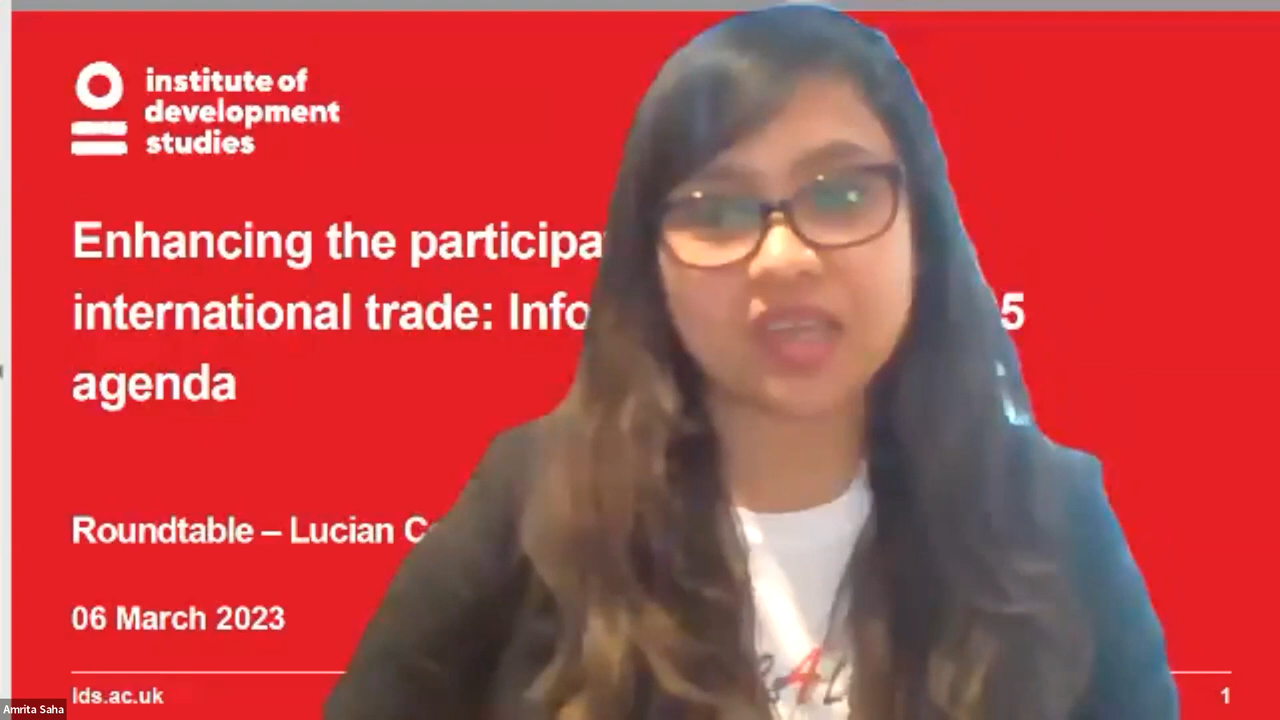 institute of
development
studies
Enhancing the participa
international trade: Info 5
agenda
Roundtable – Lucian C
06 March 2023
Ids.ac.uk
1
Amrita Saha